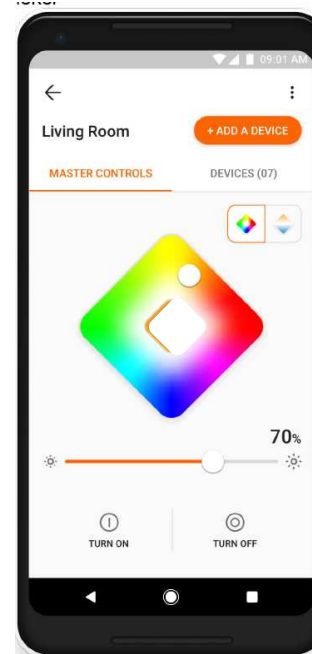 09:01 AM
Living Room
+ ADD A DEVICE
MASTER CONTROLS
DEVICES (07)
70%
TURN ON
TURN OFF